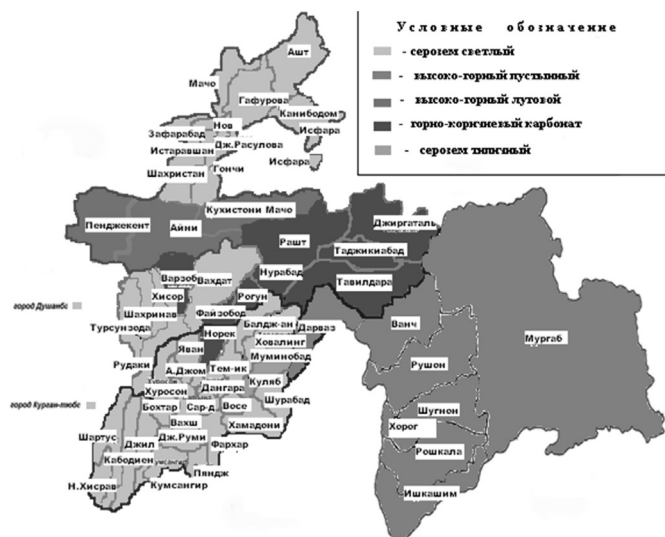 Условные обозначение
- серозем светлый
- высоко-горный пустынный
- высоко-горный луговой
- горно-коричневый карбонат
- серозем типичный
Ашт
Мачо
Гафурова
Канибодом
Нов
Исфара
Зафарабад
Дж.Расулова
Истаравшан
Исфара
Гончи
Шахристан
Кухистони Мачо
Пенджекент
Айни
Джиргаталь
Рашт
Таджикиабад
Варзоб
Вахдат
Нурабад
Тавилдара
Хисор
Рогун
город Душанбе
Шахринав
Файзобод
Турсунзода
Норек
Балдж-ан
Дарваз
Ванч
Ховалинг
Мургаб
Яван
Муминобад
Рудаки
А.Джом
Тем-ик
Рушон
Куляб
Хуросон
Дангара
Шурабад
город Курган-тюбе
Бохтар
Сар-д
Восе
Шугнон
Вахш
Хамадони
Хорог
Шартус
Джил
Дж.Руми
Фархар
Рошкала
Кабодиен
Пяндж
Н.Хисрав
Кумсангир
Ишкашим